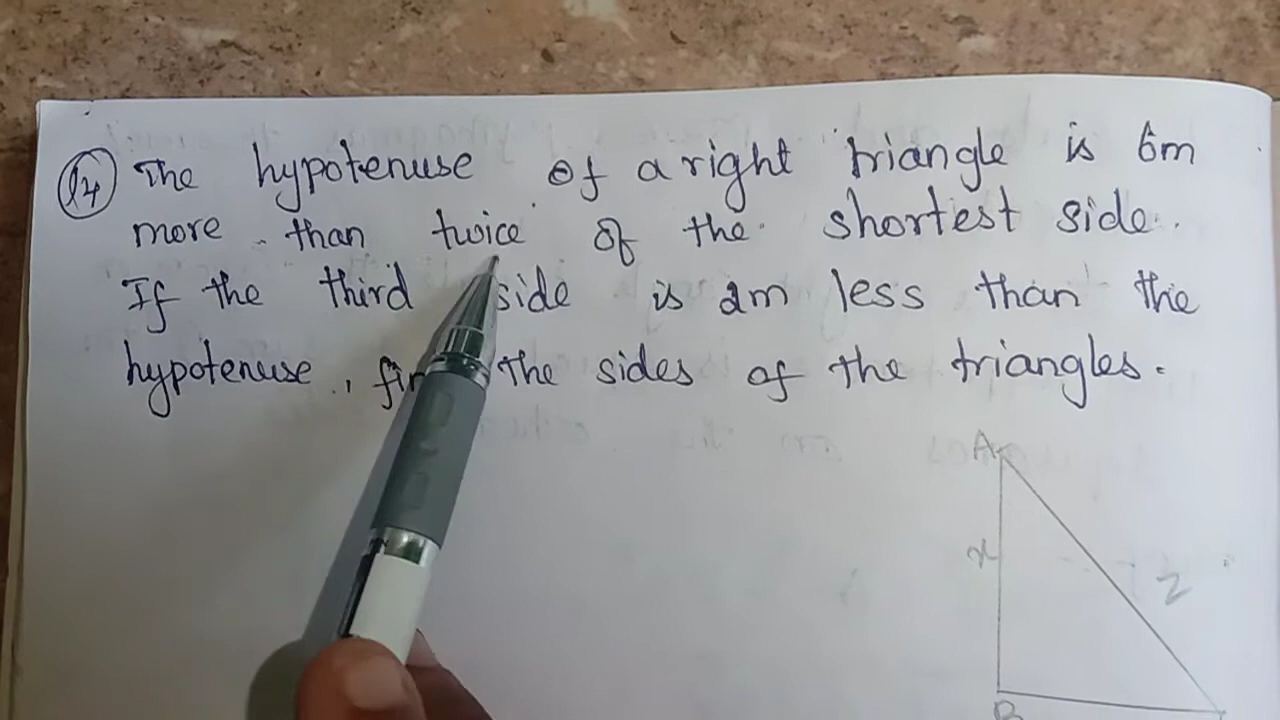 14 The hypotenuse of a right triangle is 6m
more than twice of the shortest side.
If the third side is 2m less than the
hypotenuse, the sides of the triangles.
A
x
z
B